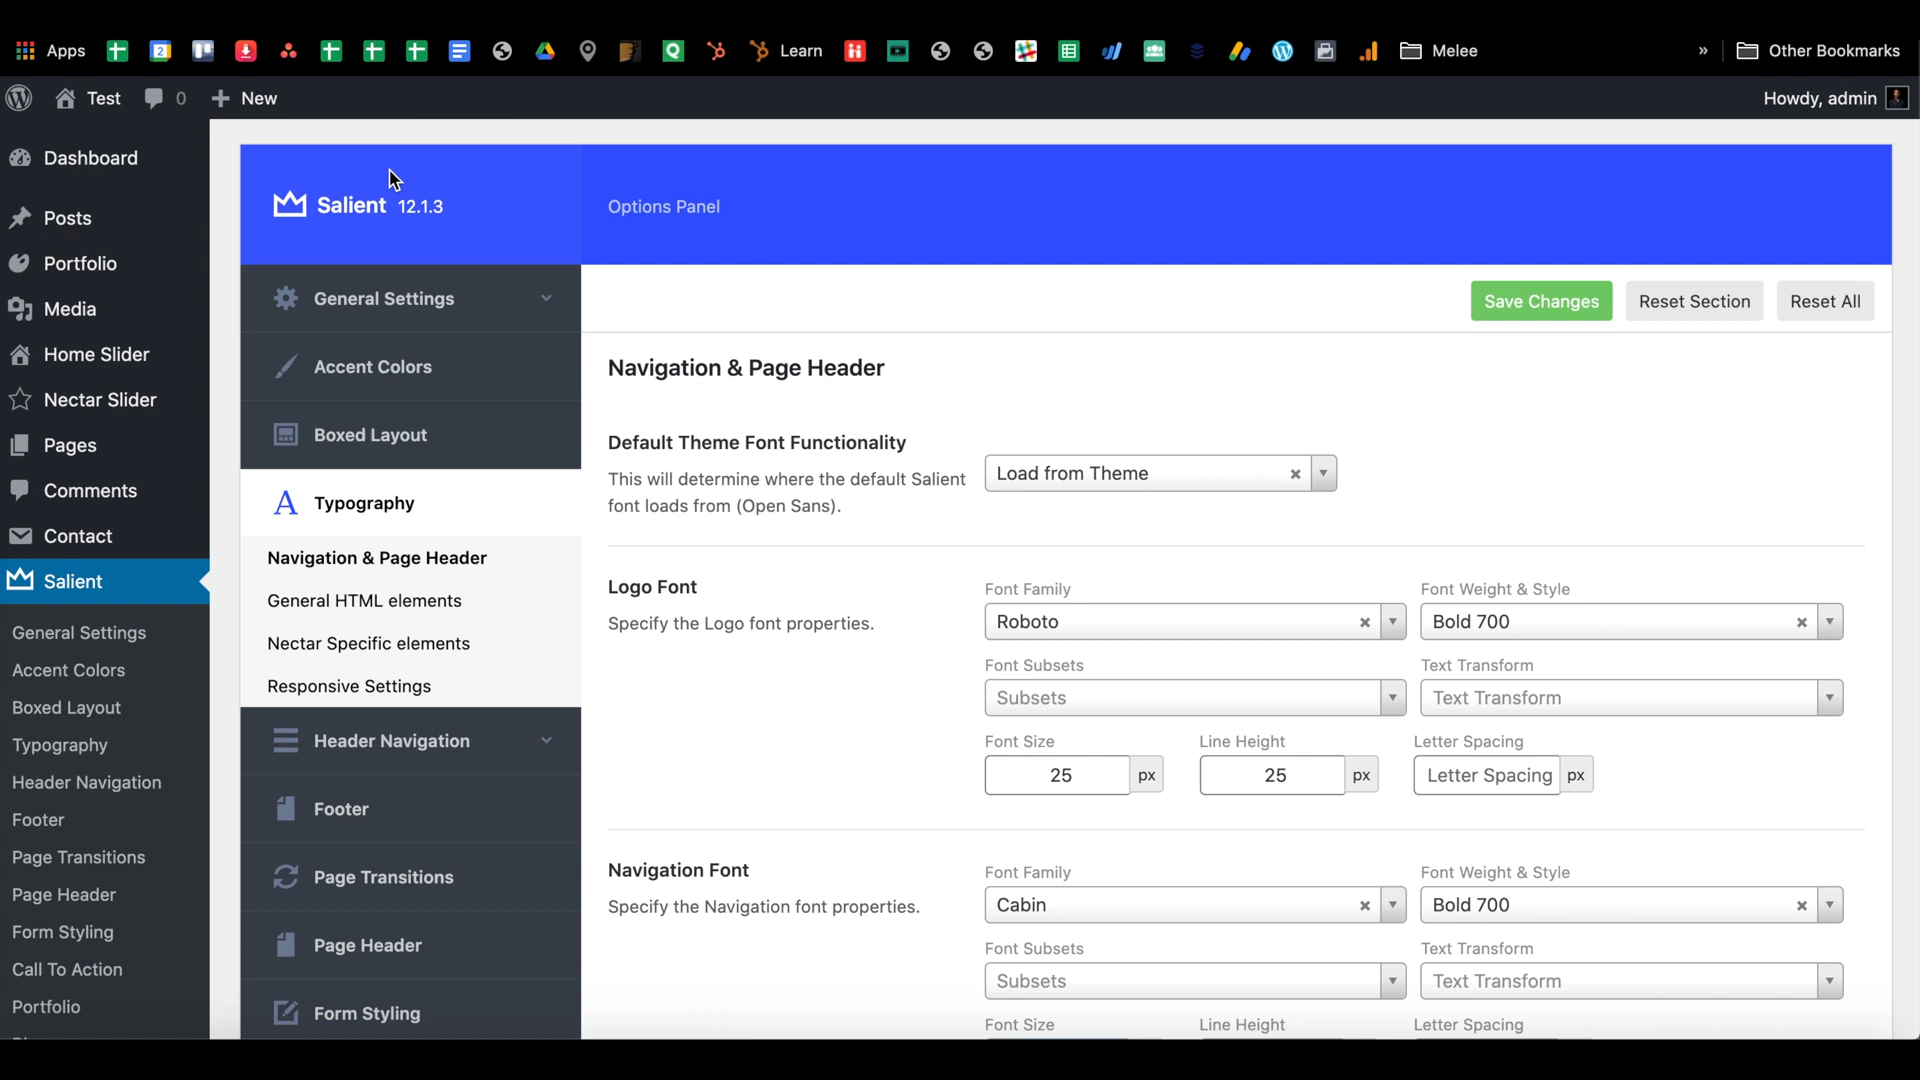 Apps
2
Learn
Melee
»
Other Bookmarks
Test
0
New
Howdy, admin
Dashboard
Posts
Portfolio
Media
Home Slider
Nectar Slider
Pages
Comments
Contact
Salient
General Settings
Accent Colors
Boxed Layout
Typography
Header Navigation
Footer
Page Transitions
Page Header
Form Styling
Call To Action
Portfolio
Salient 12.1.3
Options Panel
General Settings
Accent Colors
Boxed Layout
A Typography
Navigation & Page Header
General HTML elements
Nectar Specific elements
Responsive Settings
Header Navigation
Footer
Page Transitions
Page Header
Form Styling
Save Changes
Reset Section
Reset All
Navigation & Page Header
Default Theme Font Functionality
This will determine where the default Salient
font loads from (Open Sans).
Load from Theme
Logo Font
Specify the Logo font properties.
Font Family
Font Weight & Style
Roboto
Bold 700
Font Subsets
Text Transform
Subsets
Text Transform
Font Size
Line Height
Letter Spacing
25 px
25 px
Letter Spacing px
Navigation Font
Specify the Navigation font properties.
Font Family
Font Weight & Style
Cabin
Bold 700
Font Subsets
Text Transform
Subsets
Text Transform
Font Size
Line Height
Letter Spacing